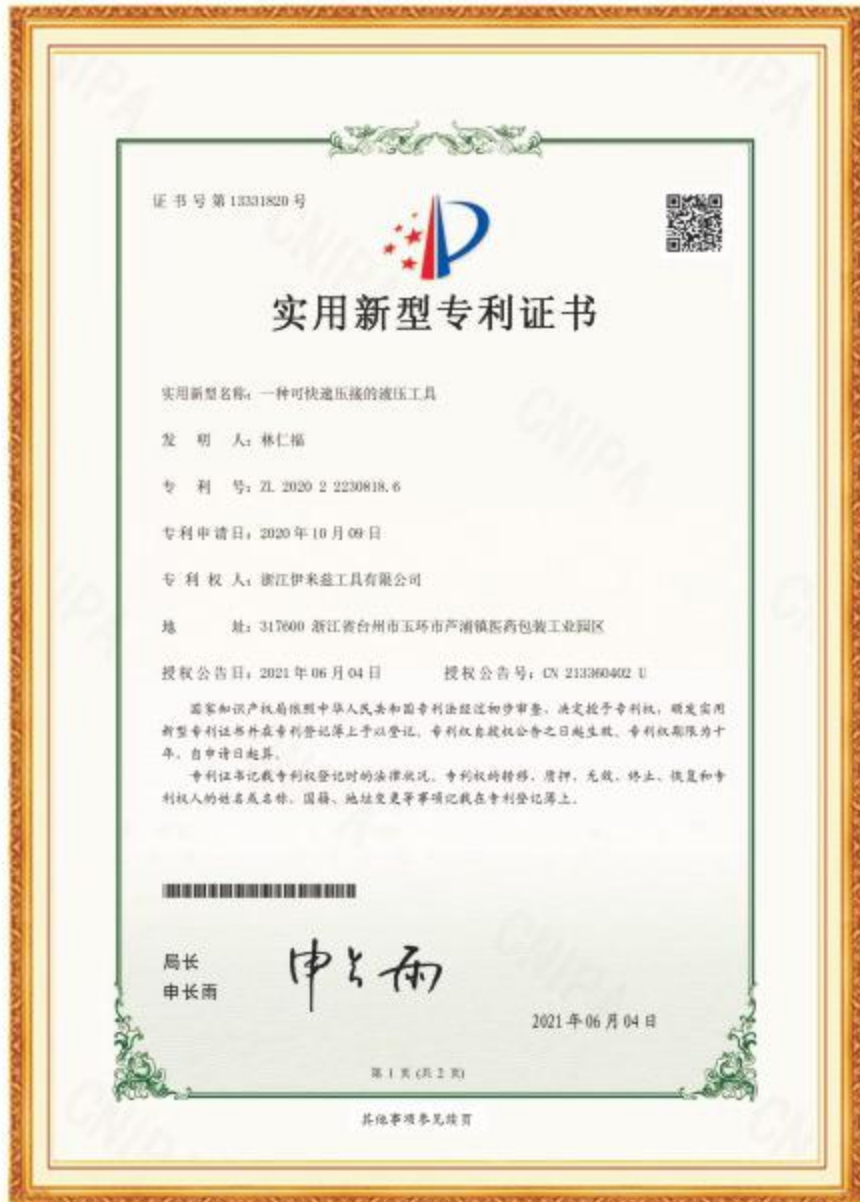 证书号第13331820号
实用新型专利证书
实用新型名称：一种可快速压接的液压工具
发明人：林仁福
专利号：ZL 2020 2 2230818.6
专利申请日：2020年10月09日
专利权人：浙江伊米兹工具有限公司
地址：317600 浙江省台州市玉环市芦浦镇医药包装工业园区
授权公告日：2021年06月04日 授权公告号：CN 213360402 U
国家知识产权局依照中华人民共和国专利法经过初步审查，决定授予专利权，颁发实用
新型专利证书并在专利登记簿上予以登记。专利权自授权公告之日起生效。专利权期限为十
年，自申请日起算。
专利证书记载专利权登记时的法律状况。专利权的转移、质押、无效、终止、恢复和专
利权人的姓名或名称、国籍、地址变更等事项记载在专利登记簿上。
局长
申长雨
申长雨
2021年06月04日
第 1 页 (共 2 页)
其他事项参见续页
CNIPA